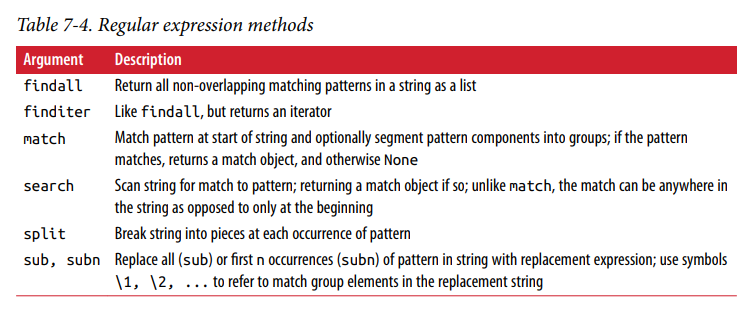 Table 7-4. Regular expression methods
Argument Description
findall Return all non-overlapping matching patterns in a string as a list
finditer Like findall, but returns an iterator
match Match pattern at start of string and optionally segment pattern components into groups; if the pattern
matches, returns a match object, and otherwise None
search Scan string for match to pattern; returning a match object if so; unlike match, the match can be anywhere in
the string as opposed to only at the beginning
split Break string into pieces at each occurrence of pattern
sub, subn Replace all (sub) or first n occurrences (subn) of pattern in string with replacement expression; use symbols
\1, \2, ... to refer to match group elements in the replacement string